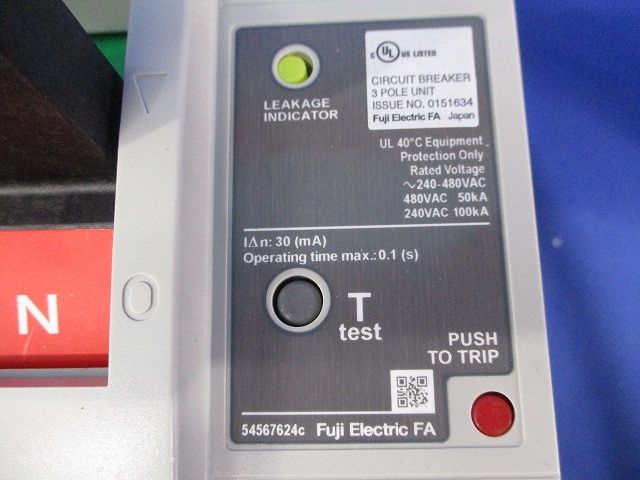 c UL US LISTED
CIRCUIT BREAKER
3 POLE UNIT
ISSUE NO. 0151634
Fuji Electric FA Japan
LEAKAGE
INDICATOR
UL 40°C Equipment
Protection Only
Rated Voltage
~240-480VAC
480VAC 50kA
240VAC 100kA
IΔn: 30 (mA)
Operating time max.:0.1 (s)
T
test
PUSH
TO TRIP
54567624c Fuji Electric FA
N
O